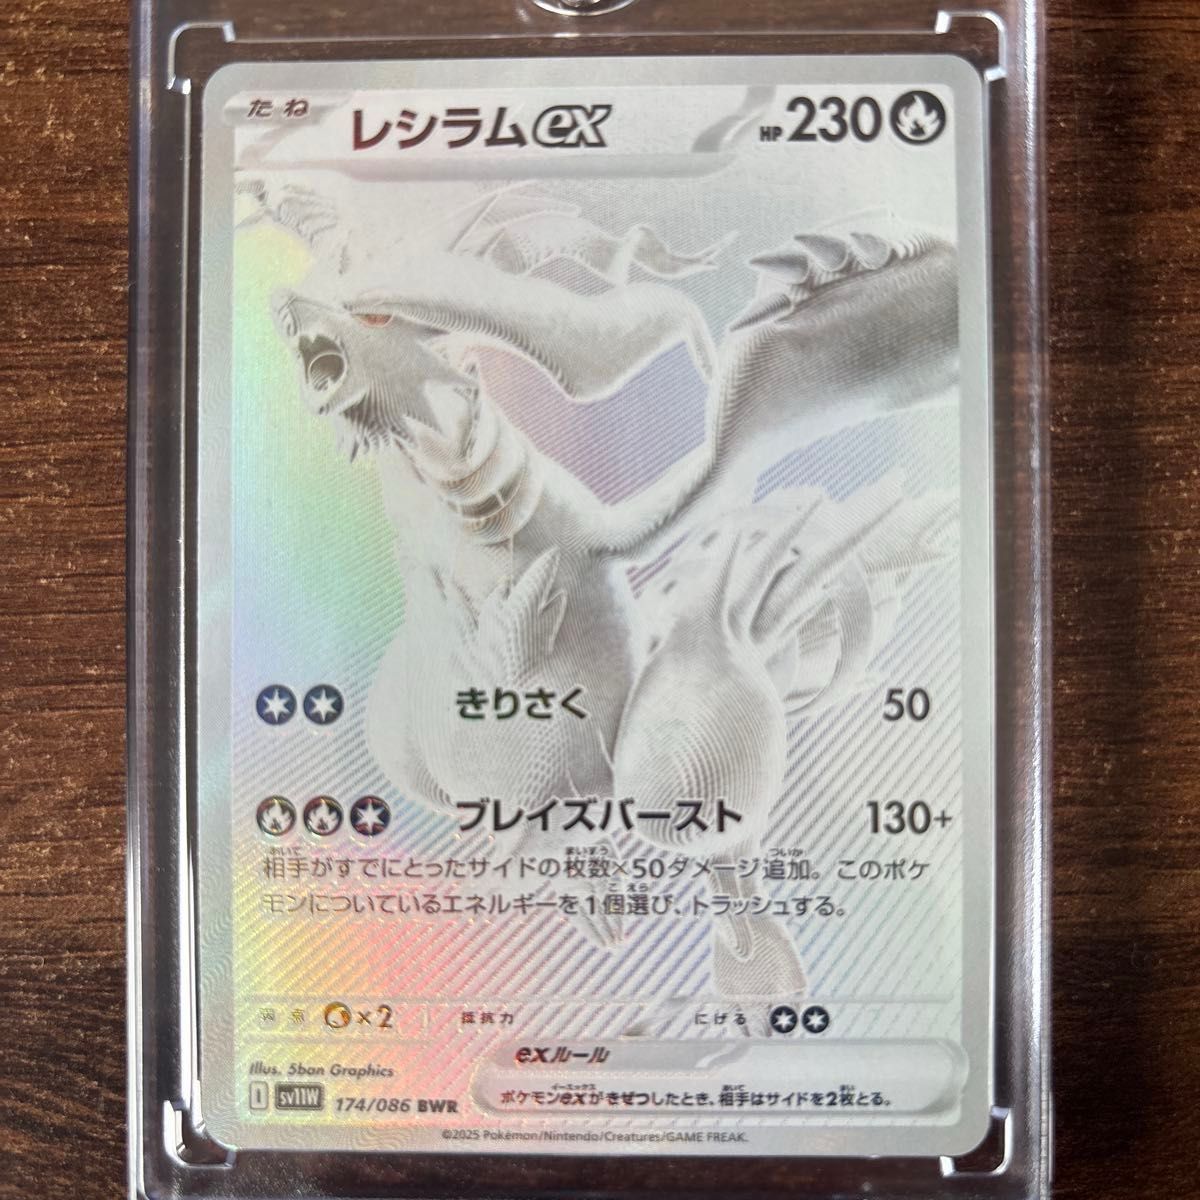 たね
レシラムex
HP230
きりさく 50
ブレイズバースト 130+
相手がすでにとったサイドの枚数×50ダメージ追加。このポケ
モンについているエネルギーを1個選び、トラッシュする。
弱点 ×2 抵抗力 にげる
Illus. 5ban Graphics
exルール
ポケモンexがきぜつしたとき、相手はサイドを2枚とる。
I SV11W 174/086 BWR
©2025 Pokémon/Nintendo/Creatures/GAME FREAK.